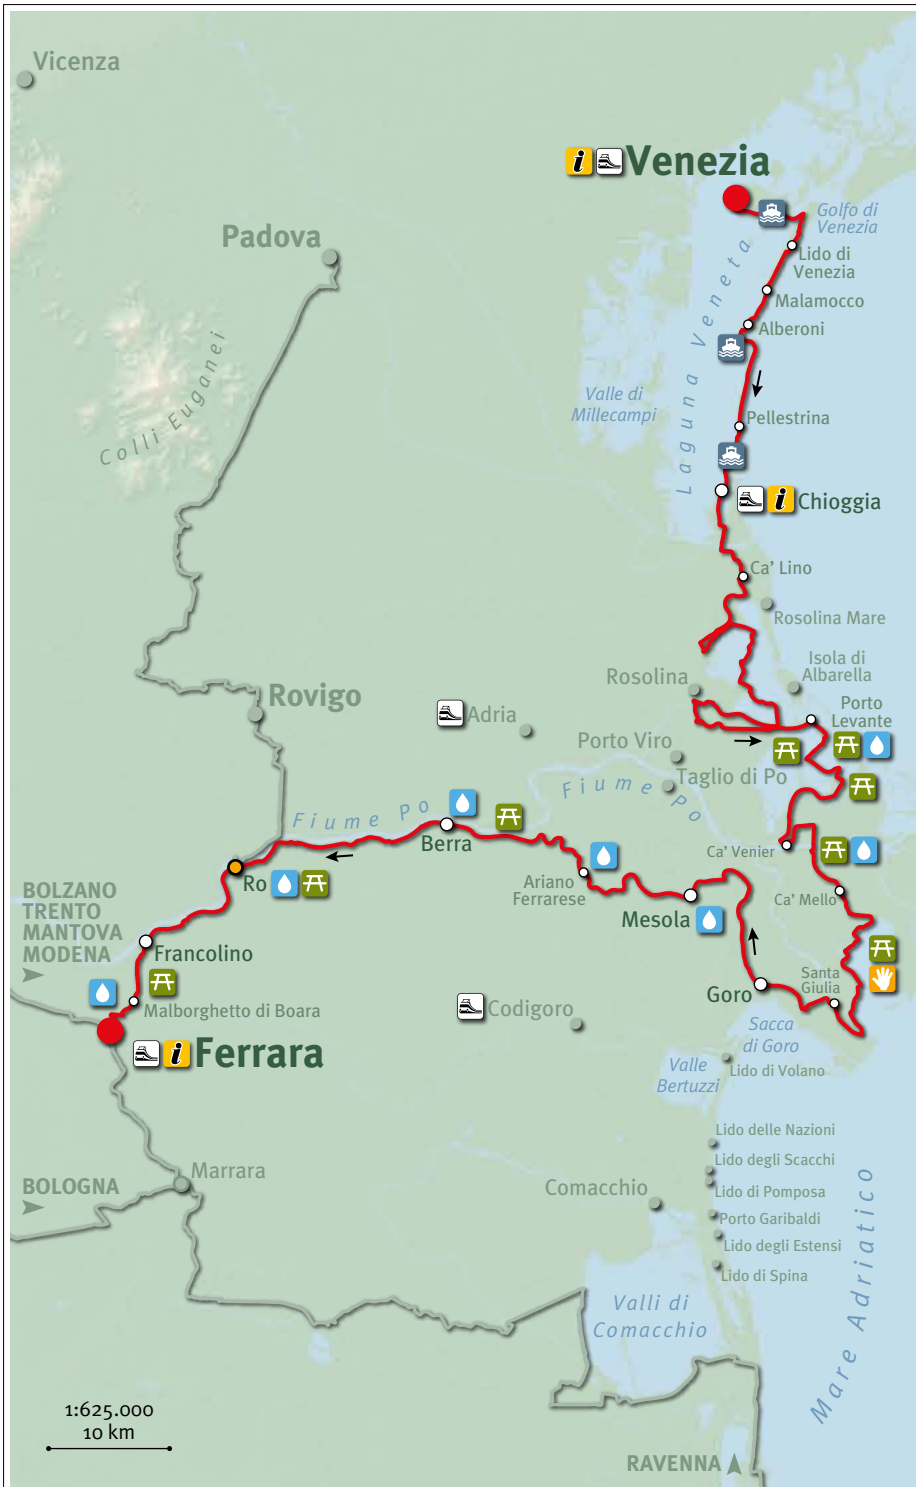 Vicenza
i
Venezia
Golfo di
Venezia
Padova
Lido di
Venezia
Malamocco
Alberoni
Laguna Veneta
Colli Euganei
Valle di
Millecampi
Pellestrina
i
Chioggia
Ca' Lino
Rosolina Mare
Isola di
Albarella
Rosolina
Rovigo
Adria
Porto
Levante
Porto Viro
Taglio di Po
Fiume Po
Fiume Po
Berra
Ca' Venier
Ro
Ariano
Ferrarese
Ca' Mello
BOLZANO
TRENTO
MANTOVA
MODENA
Mesola
Francolino
Santa
Giulia
Goro
Malborghetto di Boara
Codigoro
Sacca
di Goro
i
Ferrara
Valle
Bertuzzi
Lido di Volano
Lido delle Nazioni
Lido degli Scacchi
Marrara
BOLOGNA
Comacchio
Lido di Pomposa
Porto Garibaldi
Lido degli Estensi
Lido di Spina
Valli di
Comacchio
Mare Adriatico
1:625.000
10 km
RAVENNA